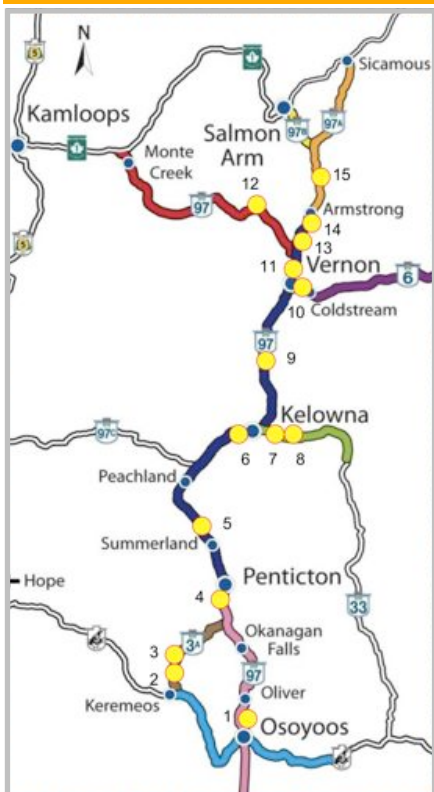 N
5
1
Sicamous
Kamloops
97B
97A
Salmon
Arm
1
Monte
Creek
15
12
97
Armstrong
14
5
13
11
Vernon
6
10
Coldstream
97
9
Kelowna
97C
6
7
8
Peachland
5
Summerland
Hope
Penticton
4
33
Okanagan
Falls
3A
3
97
2
Oliver
Keremeos
1
Osoyoos